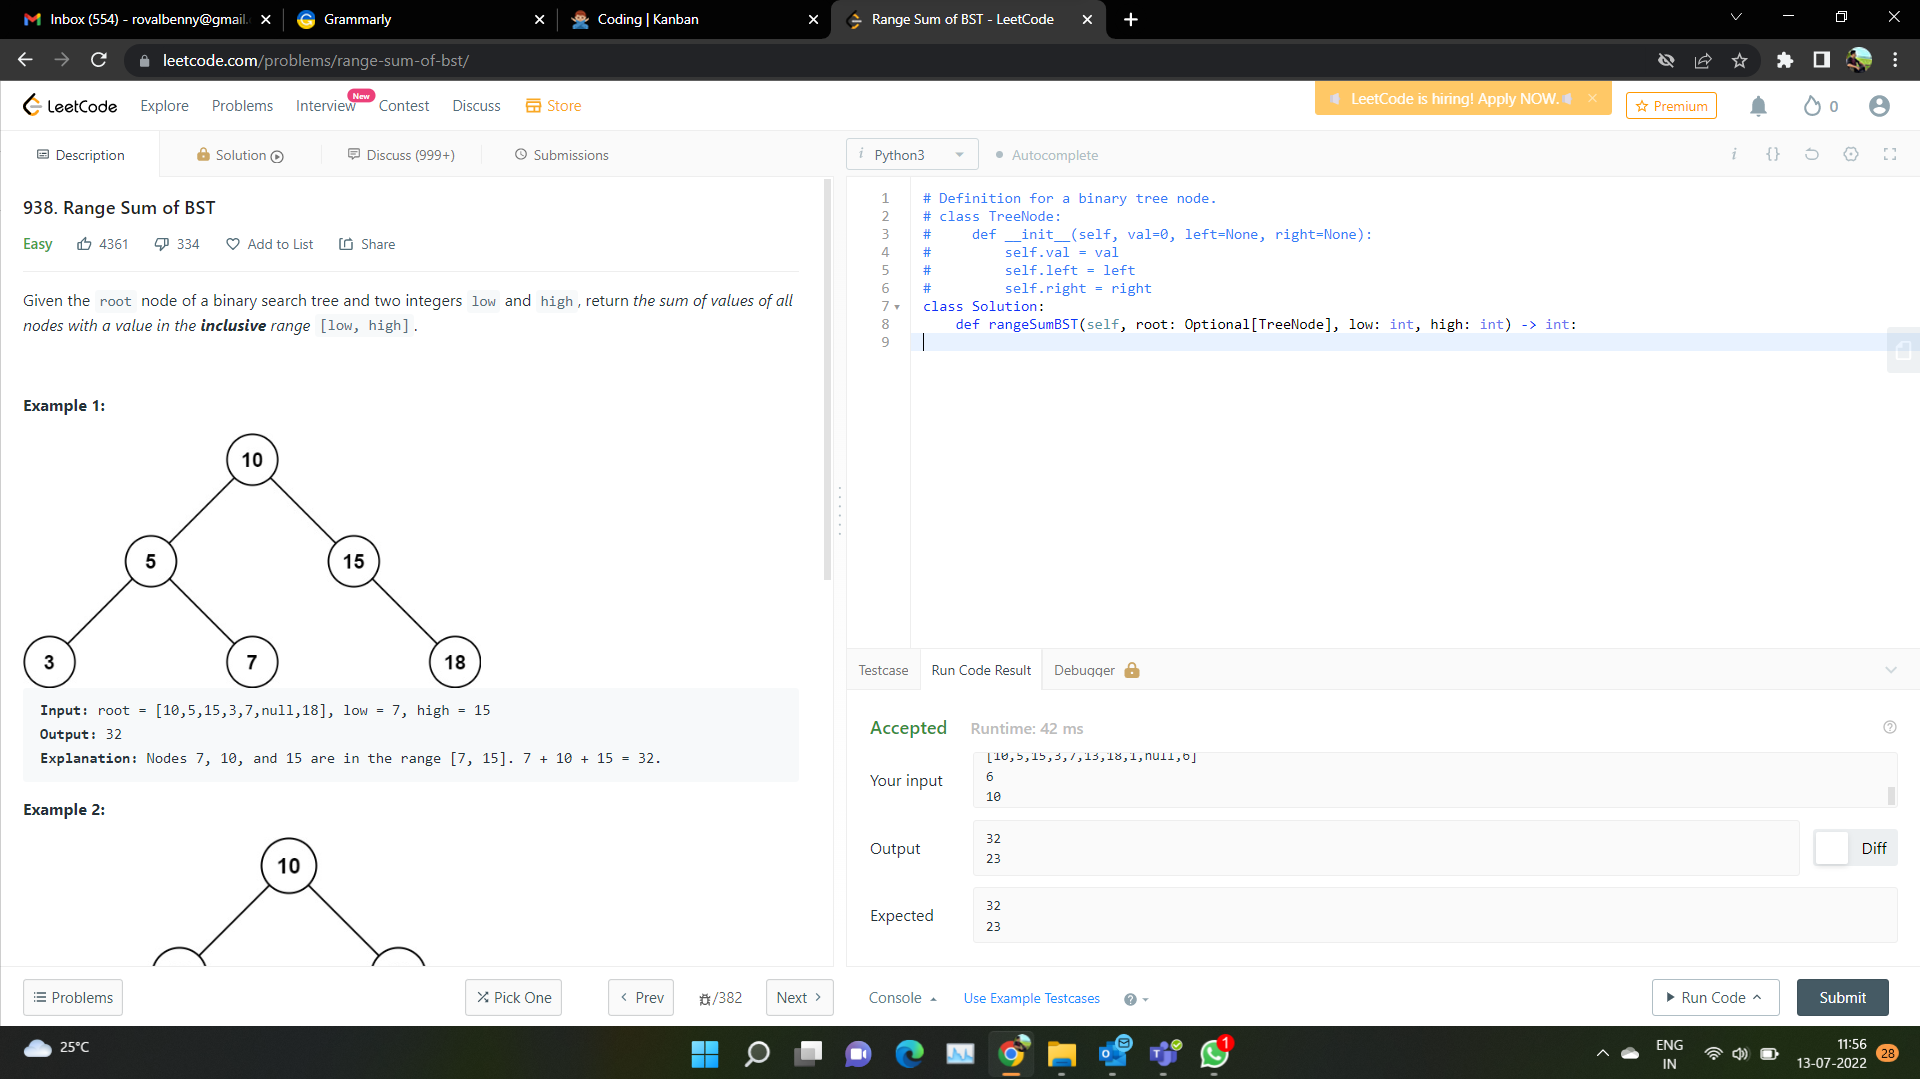 Inbox (554) - rovalbenny@gmail.
Grammarly
Coding | Kanban
Range Sum of BST - LeetCode
leetcode.com/problems/range-sum-of-bst/
LeetCode
Explore
Problems
Interview
New
Contest
Discuss
Store
LeetCode is hiring! Apply NOW.
Premium
0
Description
Solution
Discuss (999+)
Submissions
i Python3
Autocomplete
i {}
938. Range Sum of BST
Easy 4361 334 Add to List Share
Given the root node of a binary search tree and two integers low and high, return the sum of values of all
nodes with a value in the inclusive range [low, high].
Example 1:
10
5 15
3 7 18
Input: root = [10,5,15,3,7,null,18], low = 7, high = 15
Output: 32
Explanation: Nodes 7, 10, and 15 are in the range [7, 15]. 7 + 10 + 15 = 32.
Example 2:
10
1 # Definition for a binary tree node.
2 # class TreeNode:
3 #     def __init__(self, val=0, left=None, right=None):
4 #         self.val = val
5 #         self.left = left
6 #         self.right = right
7 class Solution:
8     def rangeSumBST(self, root: Optional[TreeNode], low: int, high: int) -> int:
9
Testcase
Run Code Result
Debugger
Accepted Runtime: 42 ms
Your input
[10,5,15,3,7,13,18,1,null,6]
6
10
Output
32
23
Diff
Expected
32
23
Problems
Pick One
Prev
/382
Next
Console
Use Example Testcases
Run Code
Submit
25°C
1
ENG
IN
11:56
13-07-2022
28